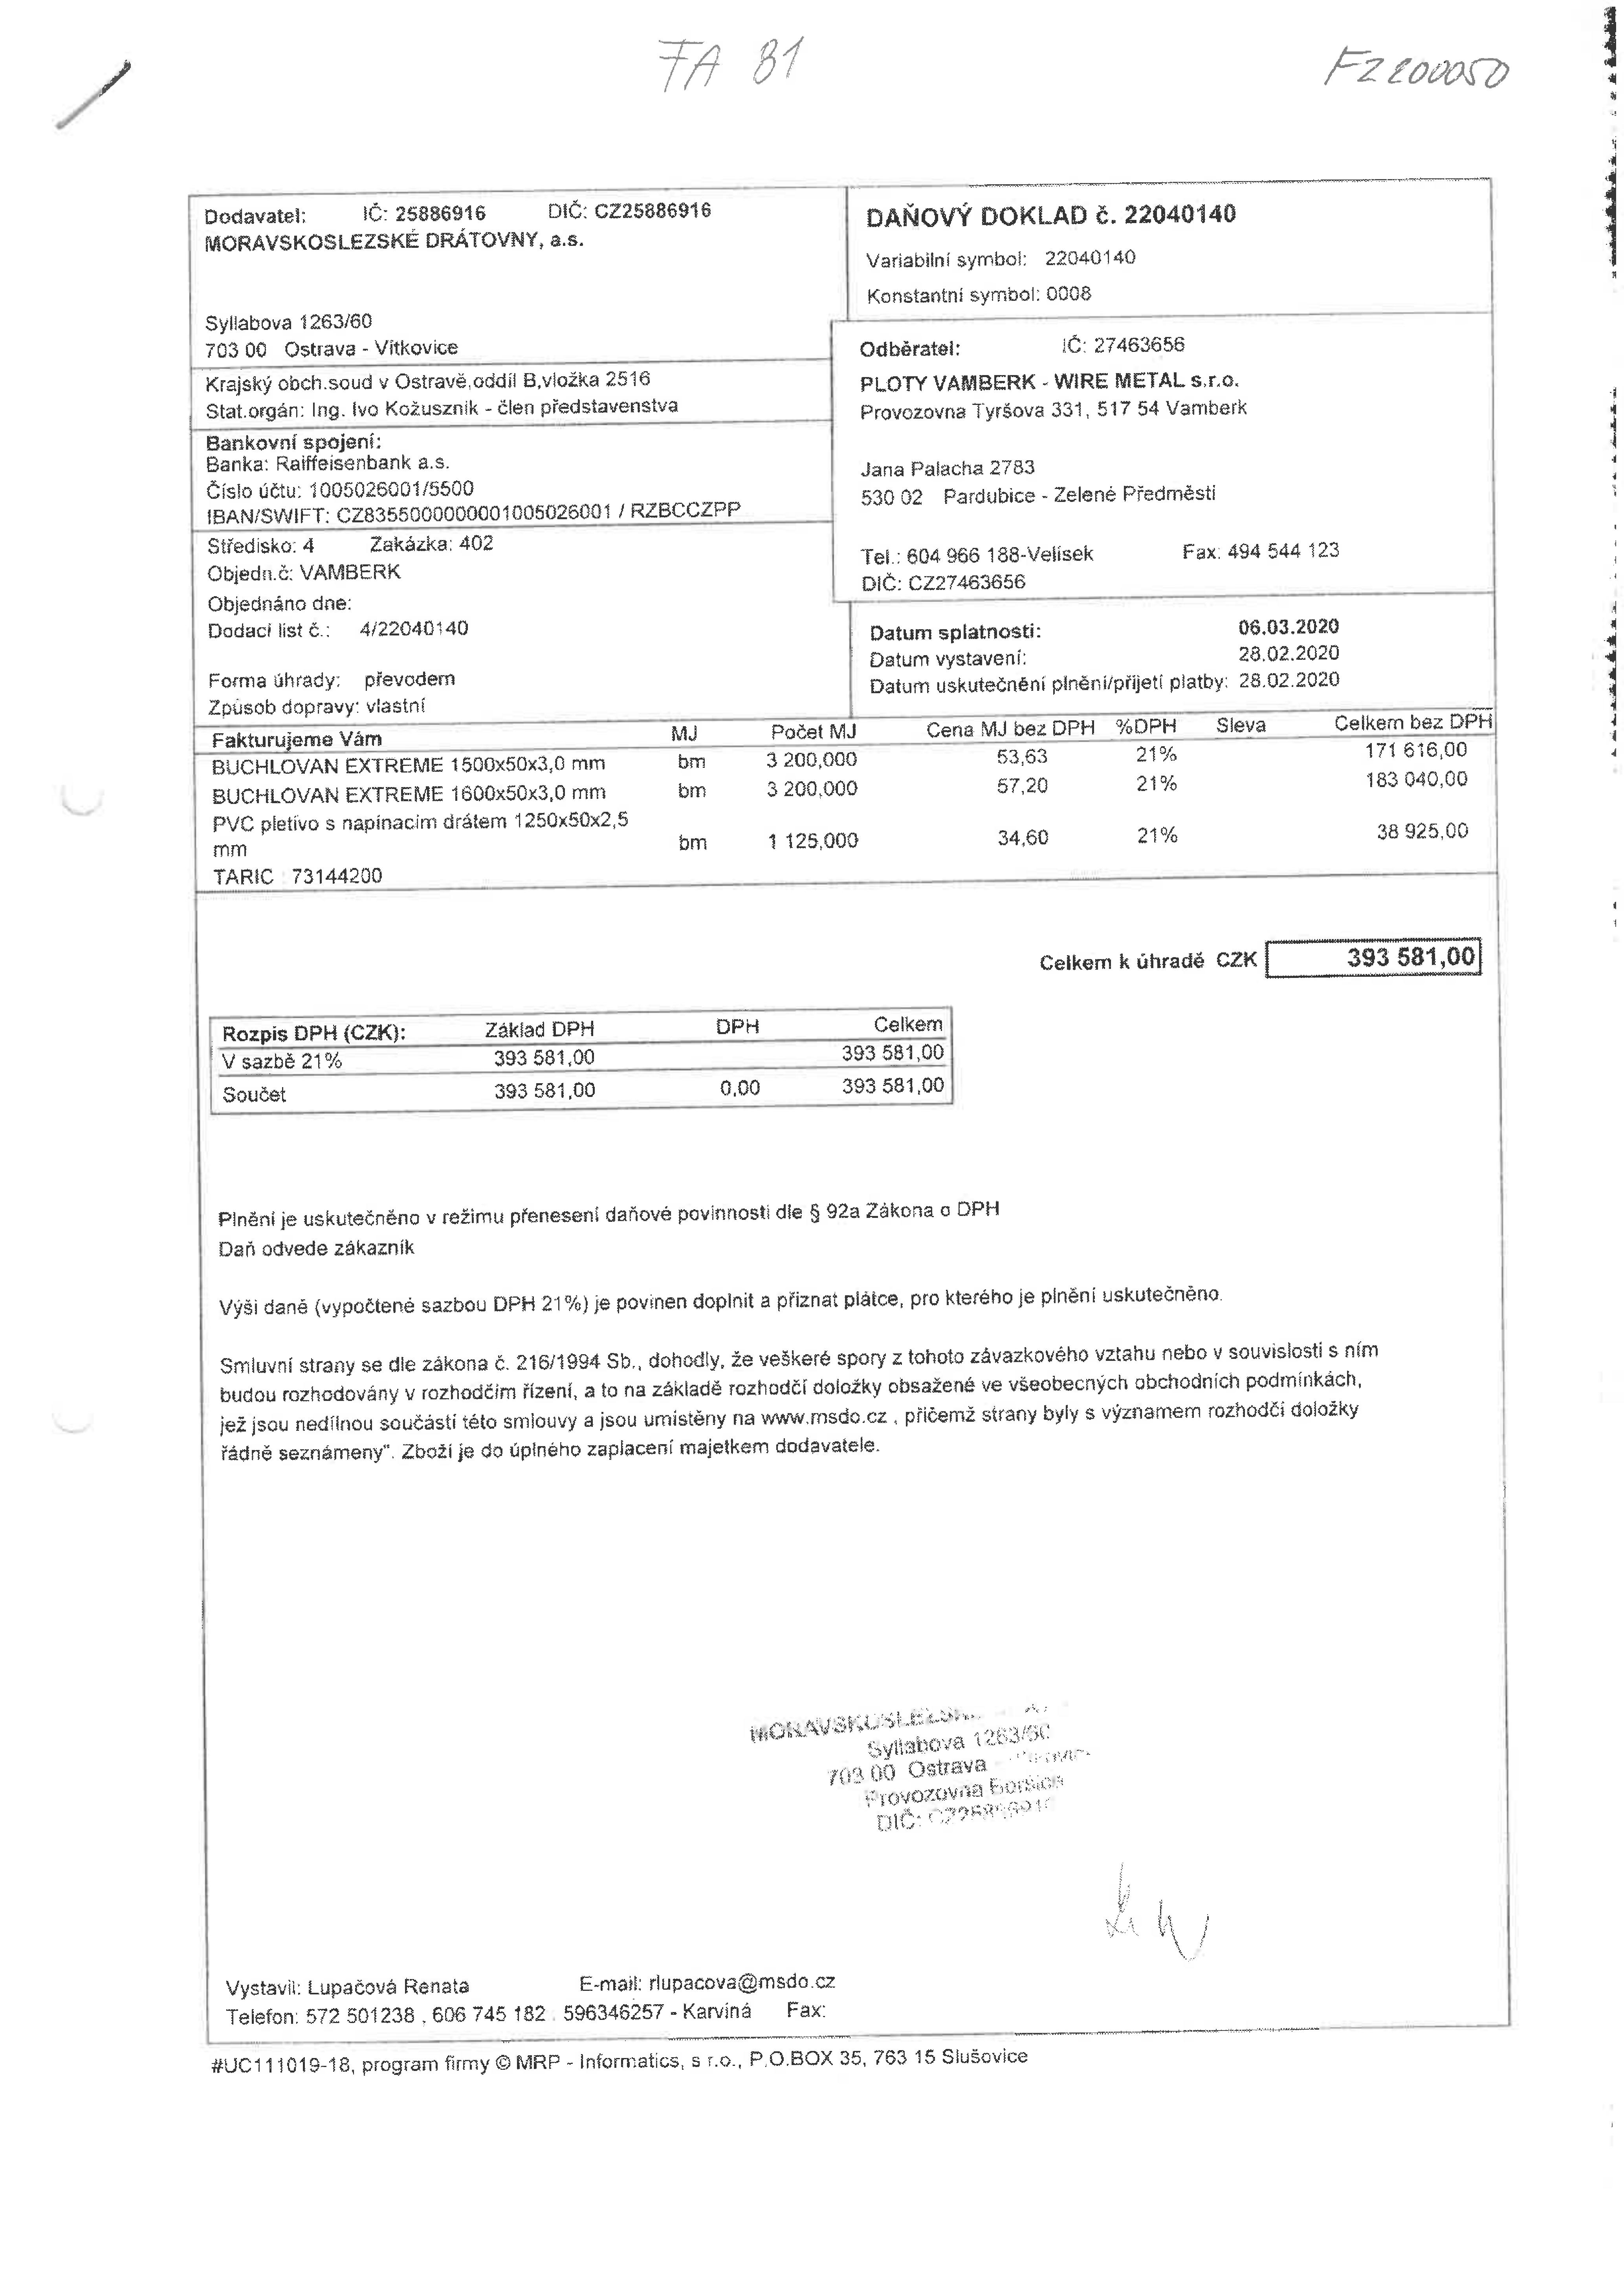 FA 81
FZ200050
Dodavatel: IČ: 25886916 DIČ: CZ25886916
MORAVSKOSLEZSKÉ DRÁTOVNY, a.s.
Syllabova 1263/60
703 00 Ostrava - Vítkovice
Krajský obch.soud v Ostravě,oddíl B,vložka 2516
Stat.orgán: Ing. Ivo Kožusznik - člen představenstva
Bankovní spojení:
Banka: Raiffeisenbank a.s.
Číslo účtu: 1005026001/5500
IBAN/SWIFT: CZ8355000000001005026001 / RZBCCZPP
Středisko: 4 Zakázka: 402
Objedn.č: VAMBERK
Objednáno dne:
Dodací list č.: 4/22040140
Forma úhrady: převodem
Způsob dopravy: vlastní
DAŇOVÝ DOKLAD č. 22040140
Variabilní symbol: 22040140
Konstantní symbol: 0008
Odběratel: IČ: 27463656
PLOTY VAMBERK - WIRE METAL s.r.o.
Provozovna Tyršova 331, 517 54 Vamberk
Jana Palacha 2783
530 02 Pardubice - Zelené Předměstí
Tel.: 604 966 188-Velísek Fax: 494 544 123
DIČ: CZ27463656
Datum splatnosti: 06.03.2020
Datum vystavení: 28.02.2020
Datum uskutečnění plnění/přijetí platby: 28.02.2020
Fakturujeme Vám MJ Počet MJ Cena MJ bez DPH %DPH Sleva Celkem bez DPH
BUCHLOVAN EXTREME 1500x50x3,0 mm bm 3 200,000 53,63 21% 171 616,00
BUCHLOVAN EXTREME 1600x50x3,0 mm bm 3 200,000 57,20 21% 183 040,00
PVC pletivo s napínacím drátem 1250x50x2,5
mm bm 1 125,000 34,60 21% 38 925,00
TARIC : 73144200
Celkem k úhradě CZK 393 581,00
Rozpis DPH (CZK): Základ DPH DPH Celkem
V sazbě 21% 393 581,00 393 581,00
Součet 393 581,00 0,00 393 581,00
Plnění je uskutečněno v režimu přenesení daňové povinnosti dle § 92a Zákona o DPH
Daň odvede zákazník
Výši daně (vypočtené sazbou DPH 21%) je povinen doplnit a přiznat plátce, pro kterého je plnění uskutečněno.
Smluvní strany se dle zákona č. 216/1994 Sb., dohodly, že veškeré spory z tohoto závazkového vztahu nebo v souvislosti s ním
budou rozhodovány v rozhodčím řízení, a to na základě rozhodčí doložky obsažené ve všeobecných obchodních podmínkách,
jež jsou nedílnou součástí této smlouvy a jsou umístěny na www.msdo.cz , přičemž strany byly s významem rozhodčí doložky
řádně seznámeny". Zboží je do úplného zaplacení majetkem dodavatele.
Syllabova 1263/60
703 00 Ostrava
Provozovna
DIČ:
Vystavil: Lupačová Renata E-mail: rlupacova@msdo.cz
Telefon: 572 501238 , 606 745 182 , 596346257 - Karviná Fax:
#UC111019-18, program firmy © MRP - Informatics, s r.o., P.O.BOX 35, 763 15 Slušovice